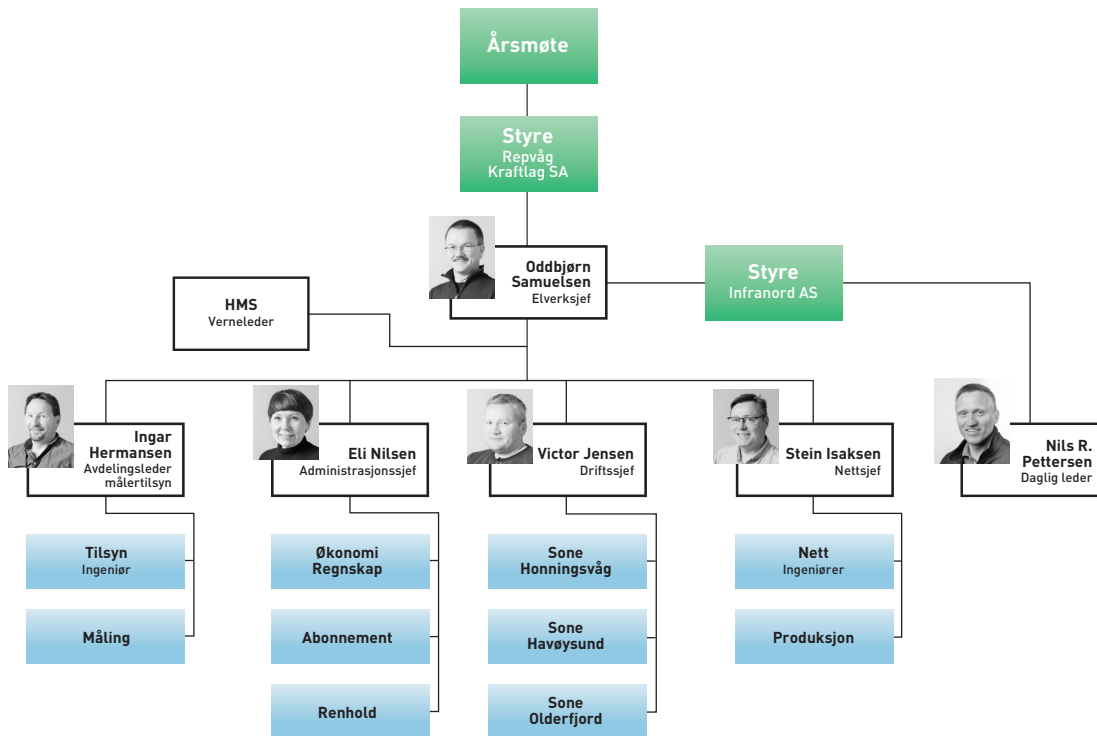 Årsmøte
Styre
Repvåg
Kraftlag SA
Oddbjørn
Samuelsen
Elverksjef
Styre
Infranord AS
HMS
Verneleder
Ingar
Hermansen
Avdelingsleder
målertilsyn
Eli Nilsen
Administrasjonssjef
Victor Jensen
Driftssjef
Stein Isaksen
Nettsjef
Nils R.
Pettersen
Daglig leder
Tilsyn
Ingeniør
Måling
Økonomi
Regnskap
Abonnement
Renhold
Sone
Honningsvåg
Sone
Havøysund
Sone
Olderfjord
Nett
Ingeniører
Produksjon